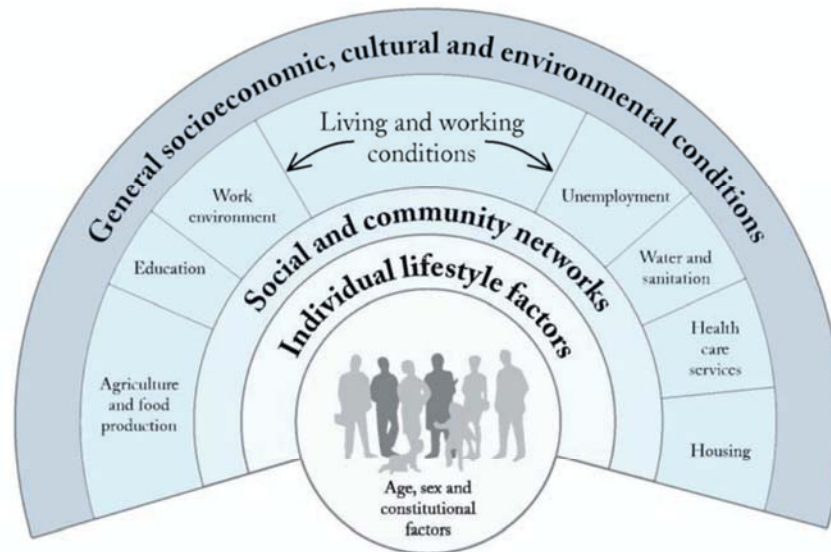 General socioeconomic, cultural and environmental conditions
Living and working
conditions
Work
environment
Unemployment
Education
Water and
sanitation
Agriculture
and food
production
Health
care
services
Housing
Social and community networks
Individual lifestyle factors
Age, sex and
constitutional
factors